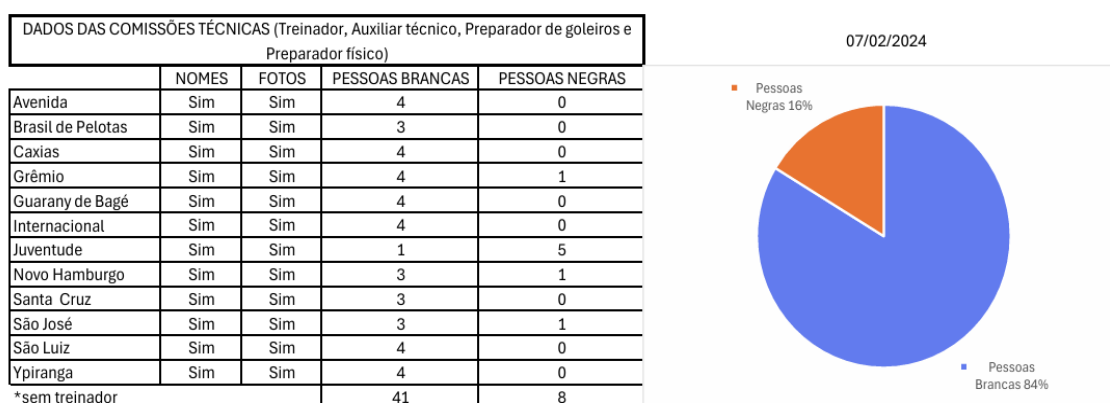 DADOS DAS COMISSÕES TÉCNICAS (Treinador, Auxiliar técnico, Preparador de goleiros e
Preparador físico)
NOMES FOTOS PESSOAS BRANCAS PESSOAS NEGRAS
Avenida Sim Sim 4 0
Brasil de Pelotas Sim Sim 3 0
Caxias Sim Sim 4 0
Grêmio Sim Sim 4 1
Guarany de Bagé Sim Sim 4 0
Internacional Sim Sim 4 0
Juventude Sim Sim 1 5
Novo Hamburgo Sim Sim 3 1
Santa Cruz Sim Sim 3 0
São José Sim Sim 3 1
São Luiz Sim Sim 4 0
Ypiranga Sim Sim 4 0
*sem treinador 41 8
07/02/2024
Pessoas
Negras 16%
Pessoas
Brancas 84%